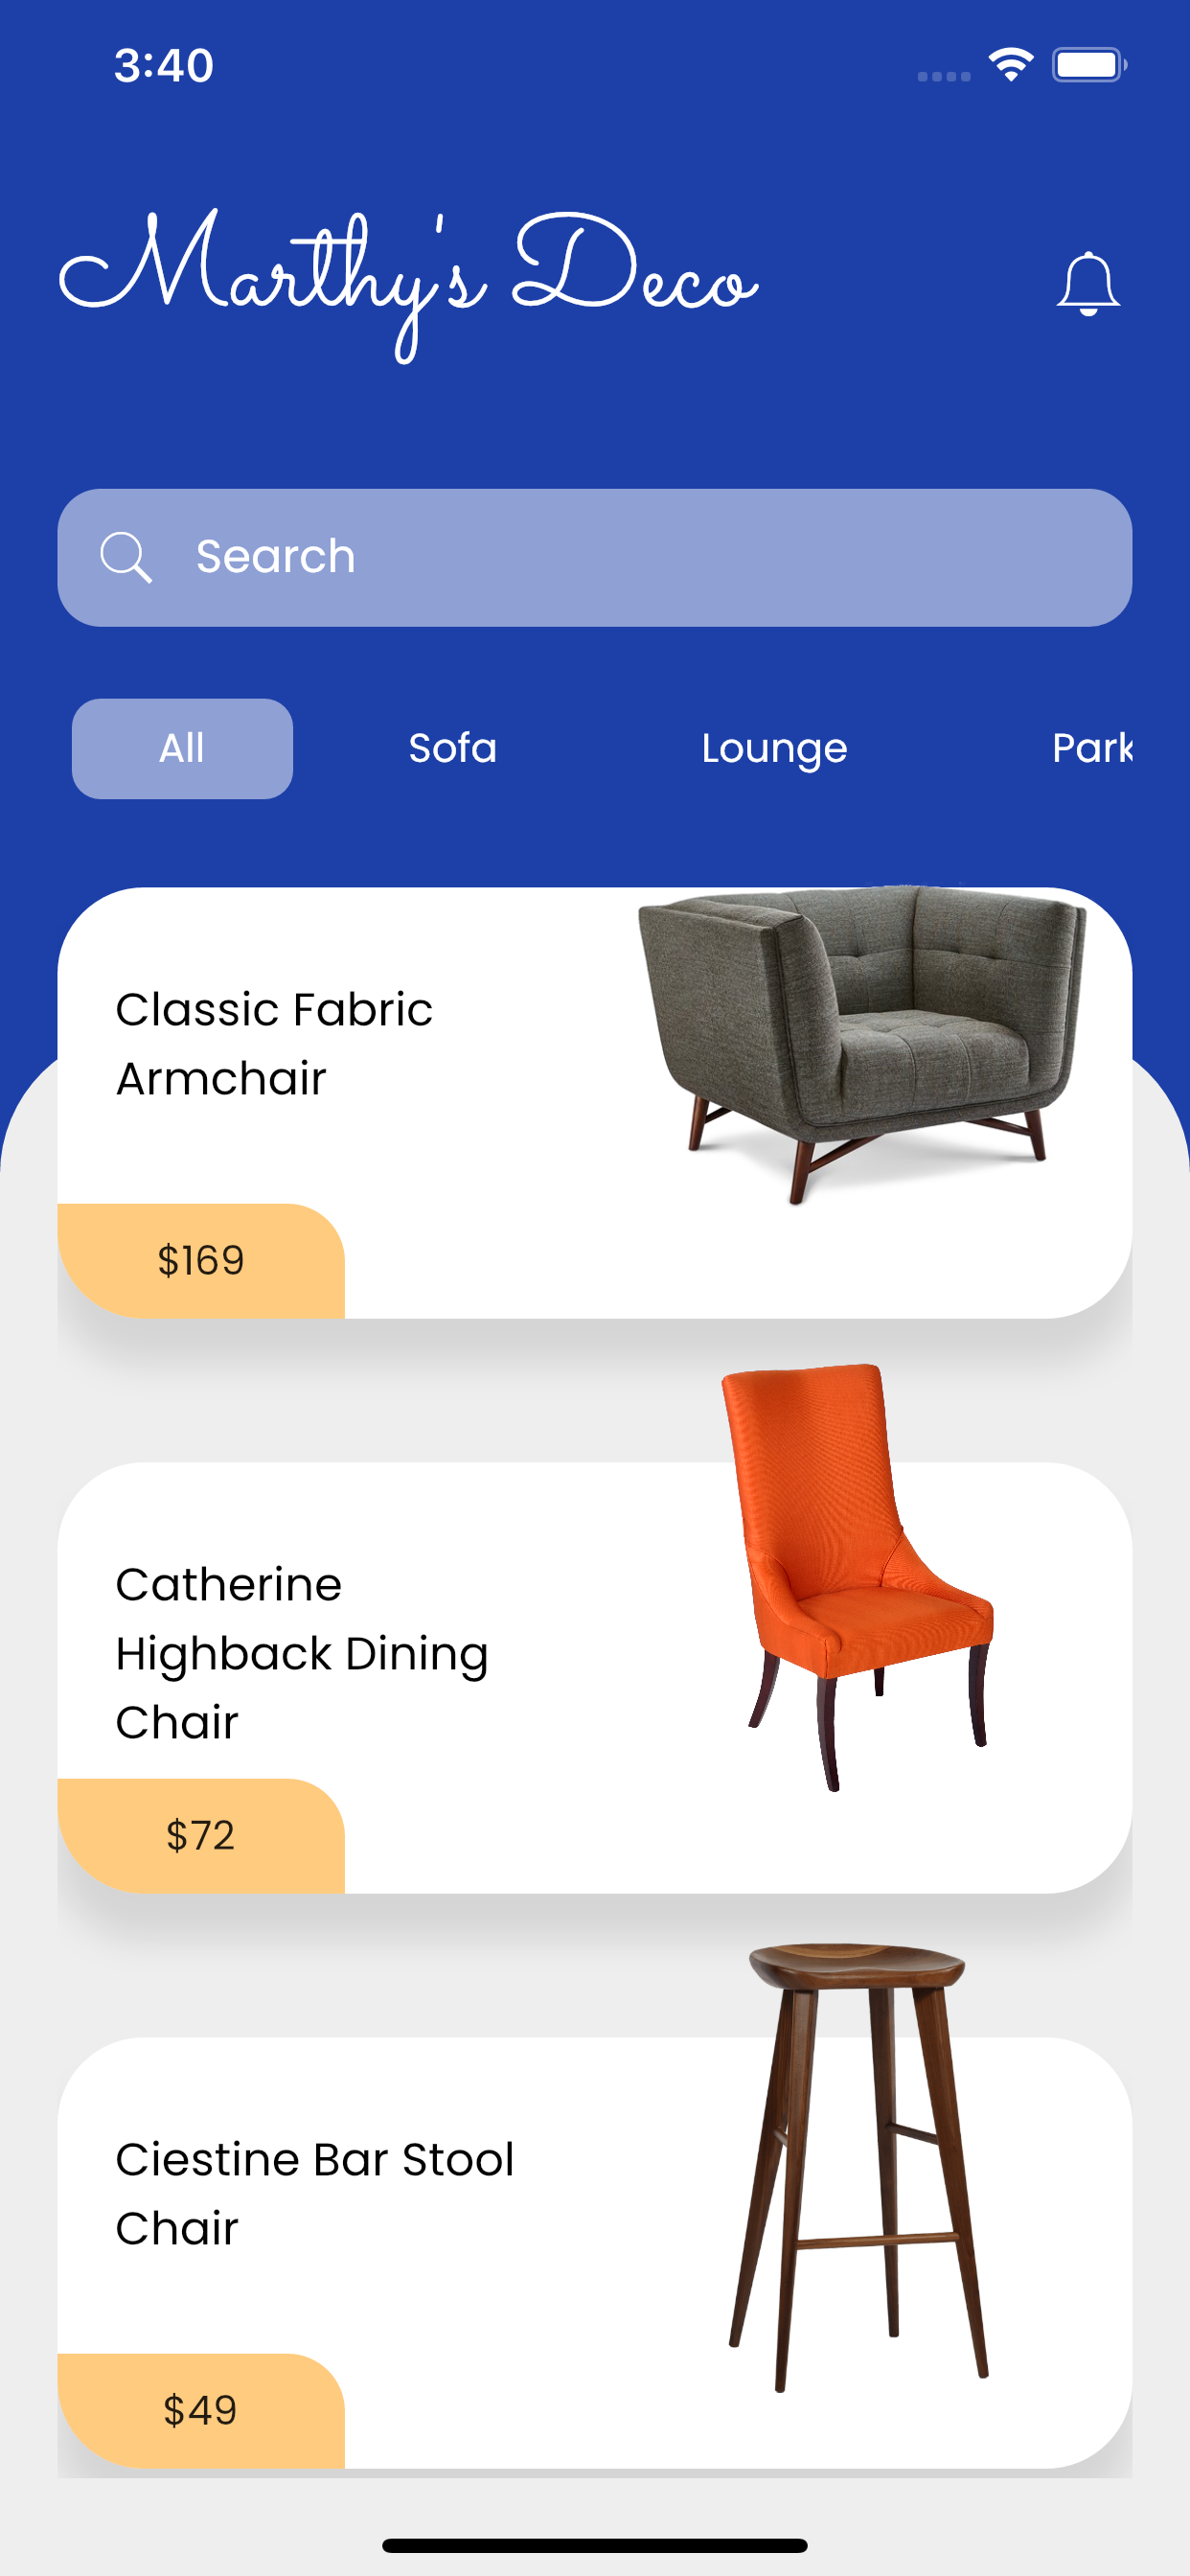 3:40
Marthy's Deco
Search
All Sofa Lounge Park
Classic Fabric
Armchair
$169
Catherine
Highback Dining
Chair
$72
Ciestine Bar Stool
Chair
$49